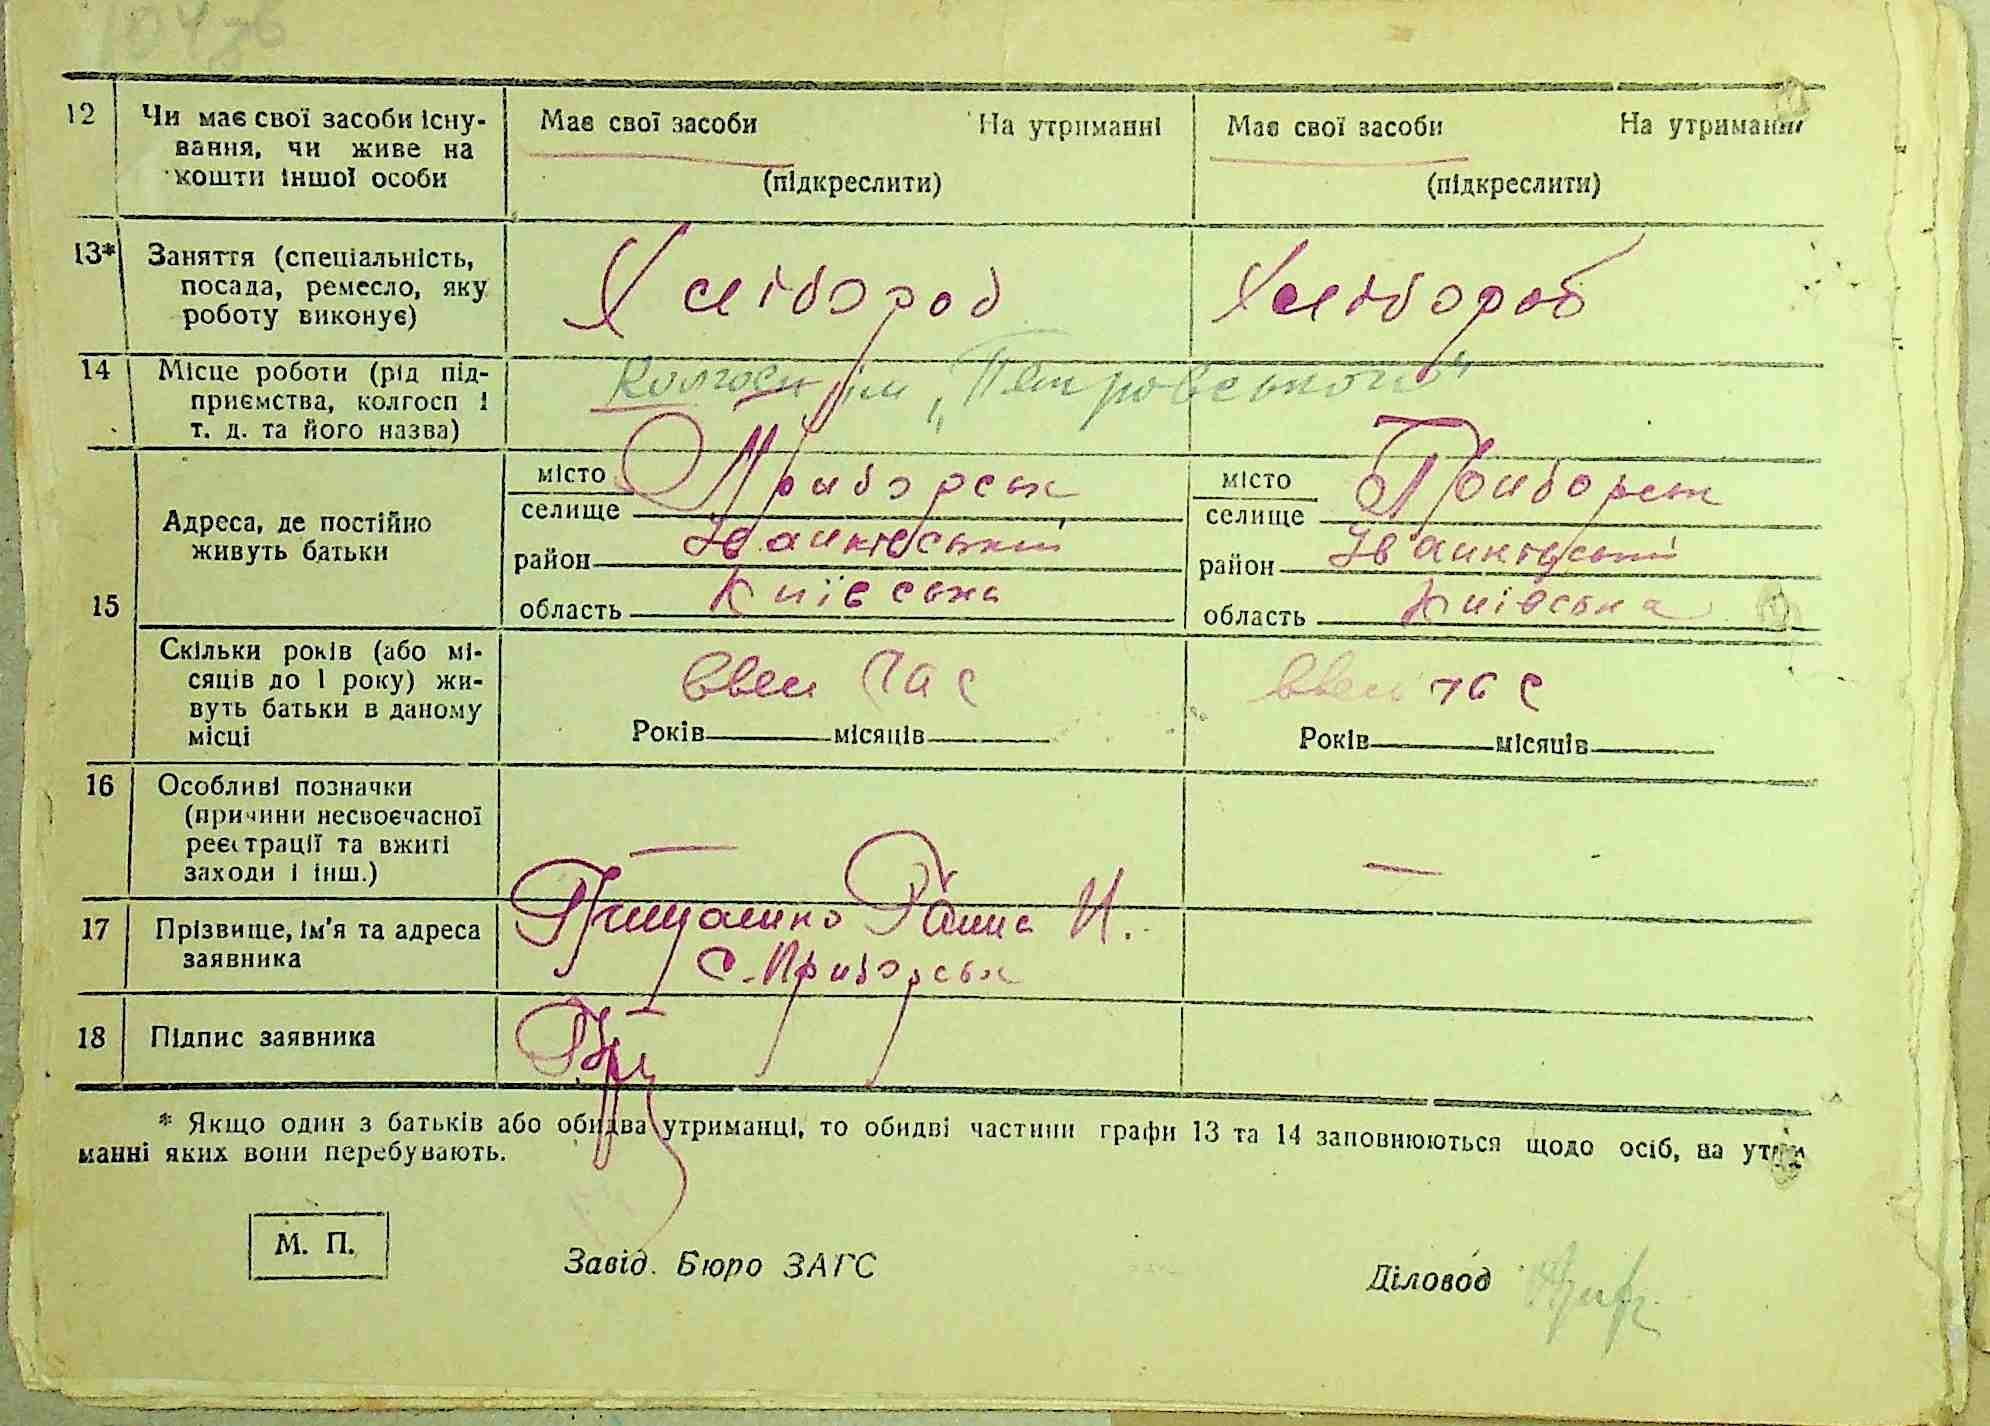 104зв
12 Чи має свої засоби існу- Має свої засоби На утриманні Має свої засоби На утриманні
вання, чи живе на
кошти іншої особи (підкреслити) (підкреслити)
13* Заняття (спеціальність,
посада, ремесло, яку Хлібороб Хлібороб
роботу виконує)
14 Місце роботи (рід під- Колгосп ім „Петровського"
приємства, колгосп і
т. д. та його назва)
15 Адреса, де постійно
живуть батьки
місто Приборськ місто Приборськ
селище селище
район Іванківський район Іванківський
область Київська область Київська
Скільки років (або мі-
сяців до 1 року) жи- ввен час ввен час
вуть батьки в даному
місці Років місяців Років місяців
16 Особливі позначки
(причини несвоєчасної
реєстрації та вжиті
заходи і інш.) — —
17 Прізвище, ім'я та адреса И.
заявника с. Приборськ
18 Підпис заявника
* Якщо один з батьків або обидва утриманці, то обидві частини графи 13 та 14 заповнюються щодо осіб, на утри
манні яких вони перебувають.
М. П. Завід. Бюро ЗАГС Діловод